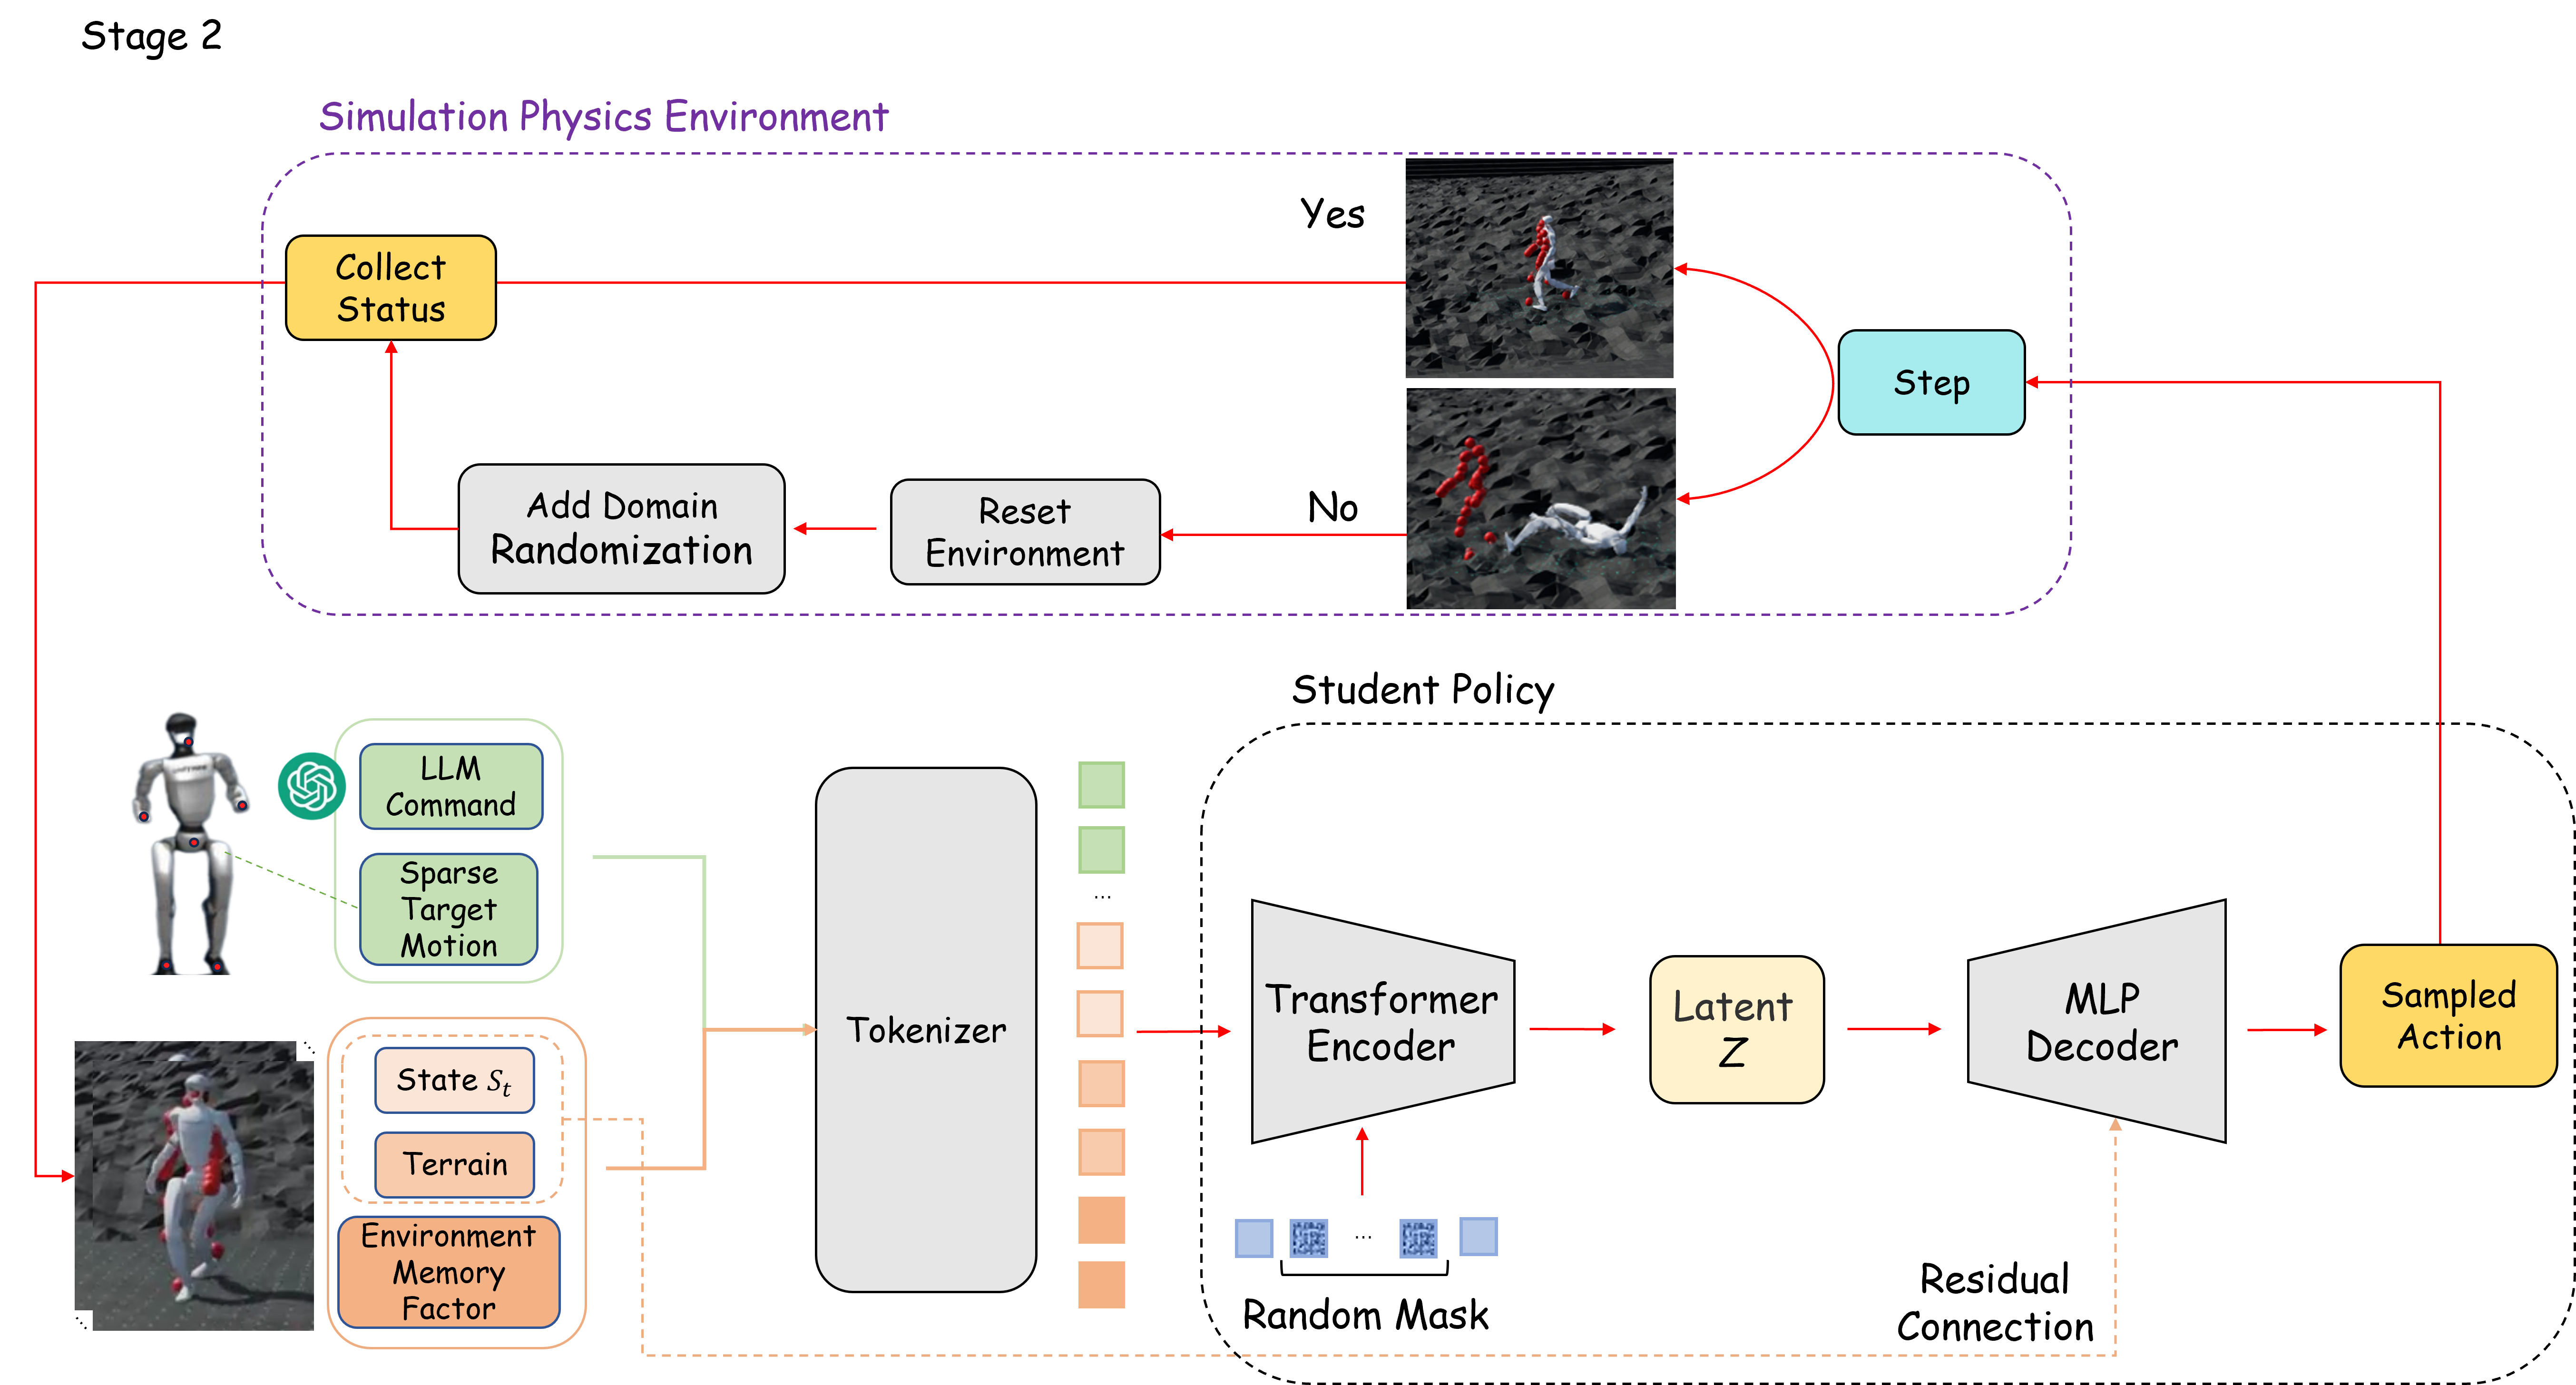 Stage 2
Simulation Physics Environment
Yes
Collect
Status
Step
Add Domain
Randomization
Reset
Environment
No
Student Policy
LLM
Command
Sparse
Target
Motion
...
Tokenizer
Transformer
Encoder
Latent
Z
MLP
Decoder
Sampled
Action
State S_t
Terrain
Environment
Memory
Factor
...
Random Mask
Residual
Connection